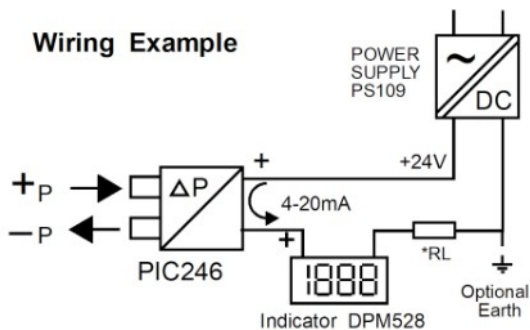 Wiring Example
POWER
SUPPLY
PS109
~
DC
+
+24V
+P
ΔP
4-20mA
–P
+
*RL
PIC246
1888
Optional
Earth
Indicator DPM528